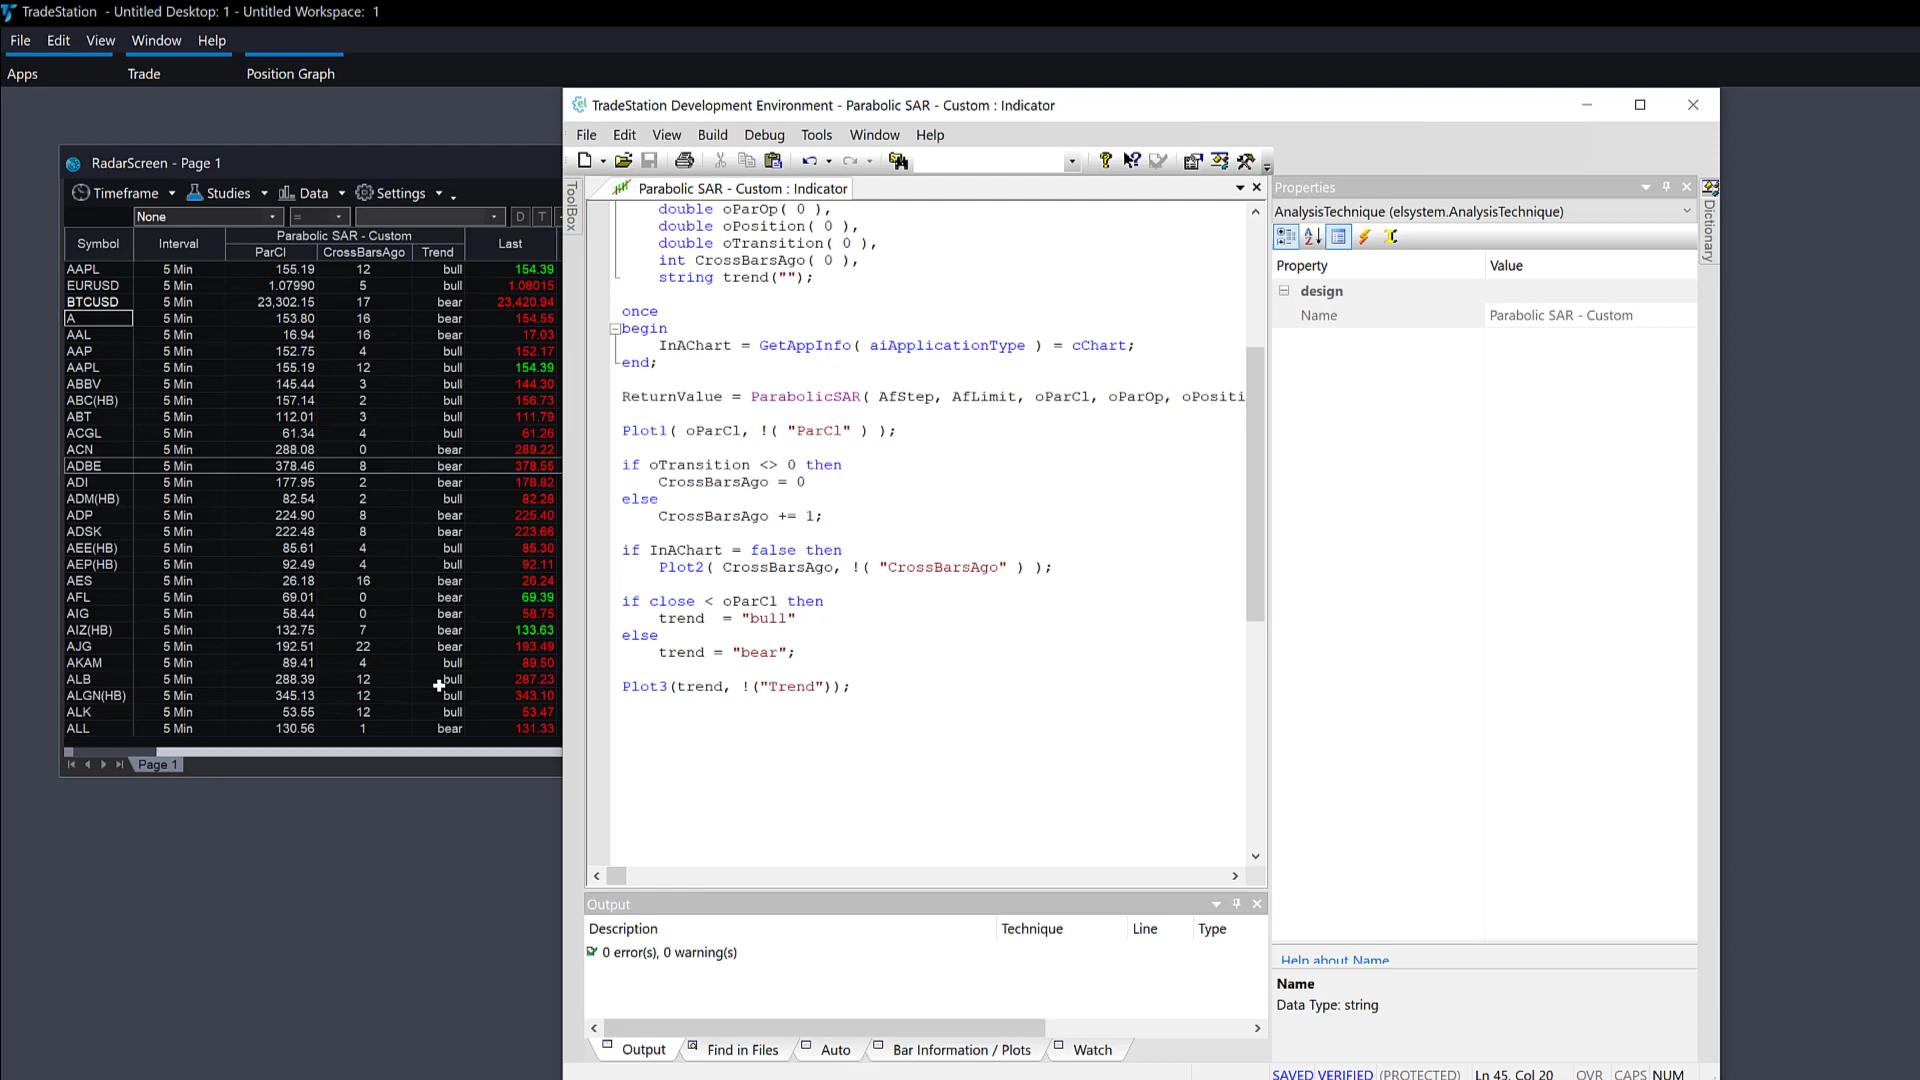 TradeStation - Untitled Desktop: 1 - Untitled Workspace: 1
File Edit View Window Help
Apps Trade Position Graph
RadarScreen - Page 1
Timeframe Studies Data Settings
None = D T
Symbol Interval Parabolic SAR - Custom Last
ParCl CrossBarsAgo Trend
AAPL 5 Min 155.19 12 bull 154.39
EURUSD 5 Min 1.07990 5 bull 1.08015
BTCUSD 5 Min 23,302.15 17 bear 23,420.94
A 5 Min 153.80 16 bear 154.55
AAL 5 Min 16.94 16 bear 17.03
AAP 5 Min 152.75 4 bull 152.17
AAPL 5 Min 155.19 12 bull 154.39
ABBV 5 Min 145.44 3 bull 144.30
ABC(HB) 5 Min 157.14 2 bull 156.73
ABT 5 Min 112.01 3 bull 111.79
ACGL 5 Min 61.34 4 bull 61.26
ACN 5 Min 288.08 0 bear 289.22
ADBE 5 Min 378.46 8 bear 378.55
ADI 5 Min 177.95 2 bear 178.82
ADM(HB) 5 Min 82.54 2 bull 82.28
ADP 5 Min 224.90 8 bear 225.40
ADSK 5 Min 222.48 8 bear 223.66
AEE(HB) 5 Min 85.61 4 bull 85.30
AEP(HB) 5 Min 92.49 4 bull 92.11
AES 5 Min 26.18 16 bear 26.24
AFL 5 Min 69.01 0 bear 69.39
AIG 5 Min 58.44 0 bear 58.75
AIZ(HB) 5 Min 132.75 7 bear 133.63
AJG 5 Min 192.51 22 bear 193.49
AKAM 5 Min 89.41 4 bull 89.50
ALB 5 Min 288.39 12 bull 287.23
ALGN(HB) 5 Min 345.13 12 bull 343.10
ALK 5 Min 53.55 12 bull 53.47
ALL 5 Min 130.56 1 bear 131.33
Page 1
TradeStation Development Environment - Parabolic SAR - Custom : Indicator
File Edit View Build Debug Tools Window Help
ToolBox
Parabolic SAR - Custom : Indicator
double oParOp( 0 ),
double oPosition( 0 ),
double oTransition( 0 ),
int CrossBarsAgo( 0 ),
string trend("");
once
begin
InAChart = GetAppInfo( aiApplicationType ) = cChart;
end;
ReturnValue = ParabolicSAR( AfStep, AfLimit, oParCl, oParOp, oPositi
Plot1( oParCl, !( "ParCl" ) );
if oTransition <> 0 then
CrossBarsAgo = 0
else
CrossBarsAgo += 1;
if InAChart = false then
Plot2( CrossBarsAgo, !( "CrossBarsAgo" ) );
if close < oParCl then
trend  = "bull"
else
trend = "bear";
Plot3(trend, !("Trend"));
Output
Description Technique Line Type
0 error(s), 0 warning(s)
Output Find in Files Auto Bar Information / Plots Watch
Properties
AnalysisTechnique (elsystem.AnalysisTechnique)
Property Value
design
Name Parabolic SAR - Custom
Help about Name
Name
Data Type: string
Dictionary
SAVED VERIFIED (PROTECTED) Ln 45, Col 20 OVR CAPS NUM